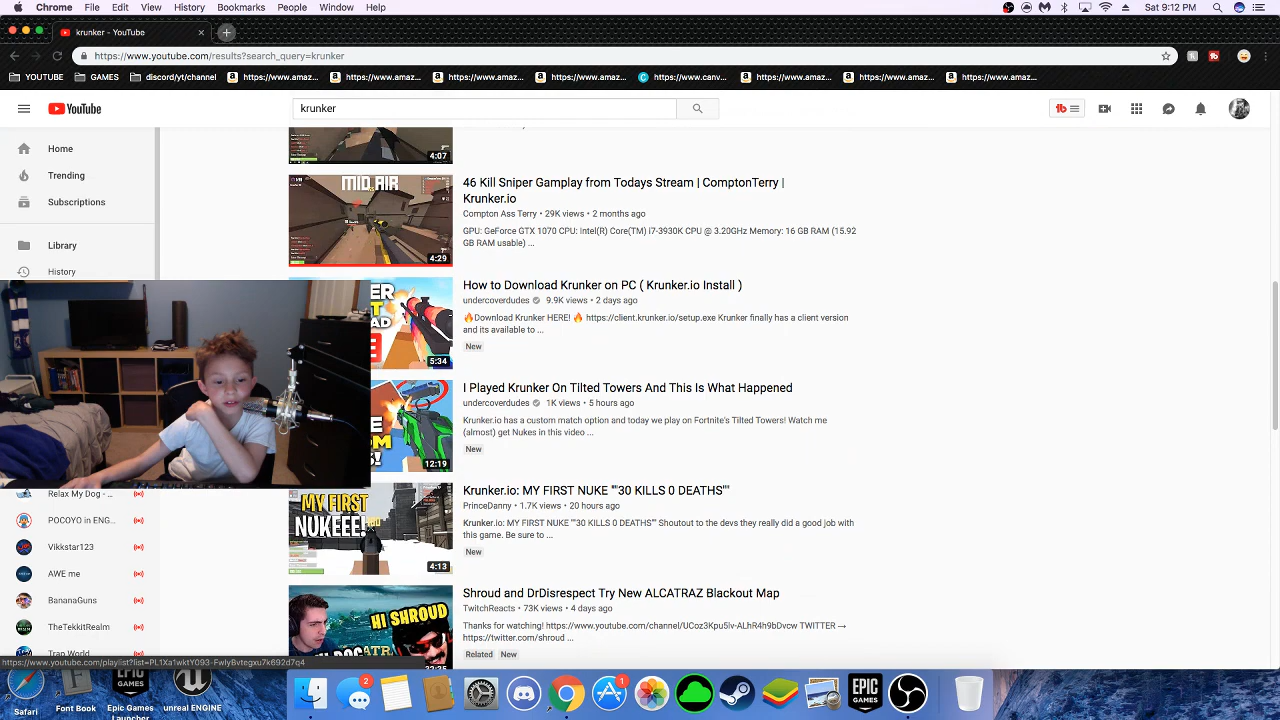 Chrome File Edit View History Bookmarks People Window Help Sat 9:12 PM
krunker - YouTube
https://www.youtube.com/results?search_query=krunker
YOUTUBE GAMES discord/yt/channel https://www.amaz... https://www.amaz... https://www.amaz... https://www.amaz... https://www.canv... https://www.amaz... https://www.amaz... https://www.amaz...
YouTube krunker tb
Home
Trending
Subscriptions
Library
History
4:07
MID AIR
4:29
46 Kill Sniper Gamplay from Todays Stream | ComptonTerry |
Krunker.io
Compton Ass Terry • 29K views • 2 months ago
GPU: GeForce GTX 1070 CPU: Intel(R) Core(TM) i7-3930K CPU @ 3.20GHz Memory: 16 GB RAM (15.92
GB RAM usable) ...
5:34
How to Download Krunker on PC ( Krunker.io Install )
undercoverdudes 9.9K views • 2 days ago
🔥Download Krunker HERE! 🔥 https://client.krunker.io/setup.exe Krunker finally has a client version
and its available to ...
New
12:19
I Played Krunker On Tilted Towers And This Is What Happened
undercoverdudes 1K views • 5 hours ago
Krunker.io has a custom match option and today we play on Fortnite's Tilted Towers! Watch me
(almost) get Nukes in this video ...
New
MY FIRST
NUKEEE!
4:13
Krunker.io: MY FIRST NUKE ""30 KILLS 0 DEATHS""
PrinceDanny • 1.7K views • 20 hours ago
Krunker.io: MY FIRST NUKE ""30 KILLS 0 DEATHS"" Shoutout to the devs they really did a good job with
this game. Be sure to ...
New
HI SHROUD
Shroud and DrDisrespect Try New ALCATRAZ Blackout Map
TwitchReacts • 73K views • 4 days ago
Thanks for watching! https://www.youtube.com/channel/UCoz3Kpu5lv-ALhR4h9bDvcw TWITTER →
https://twitter.com/shroud ...
Related New
Relax My Dog - ...
POCOYO in ENG...
Vikkstar123
AWE me
BananaGuns
TheTekkitRealm
Trap World
https://www.youtube.com/playlist?list=PL1Xa1wktY093-FwIyBvtegxu7k692d7q4
Safari
Font Book
Epic Games
Launcher
unreal ENGINE
2
1
EPIC
GAMES